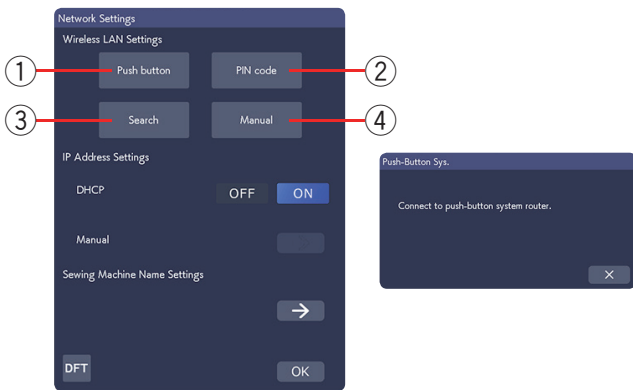 Network Settings
Wireless LAN Settings
1 Push button PIN code 2
3 Search Manual 4
IP Address Settings
DHCP OFF ON
Manual
Sewing Machine Name Settings
DFT OK
Push-Button Sys.
Connect to push-button system router.